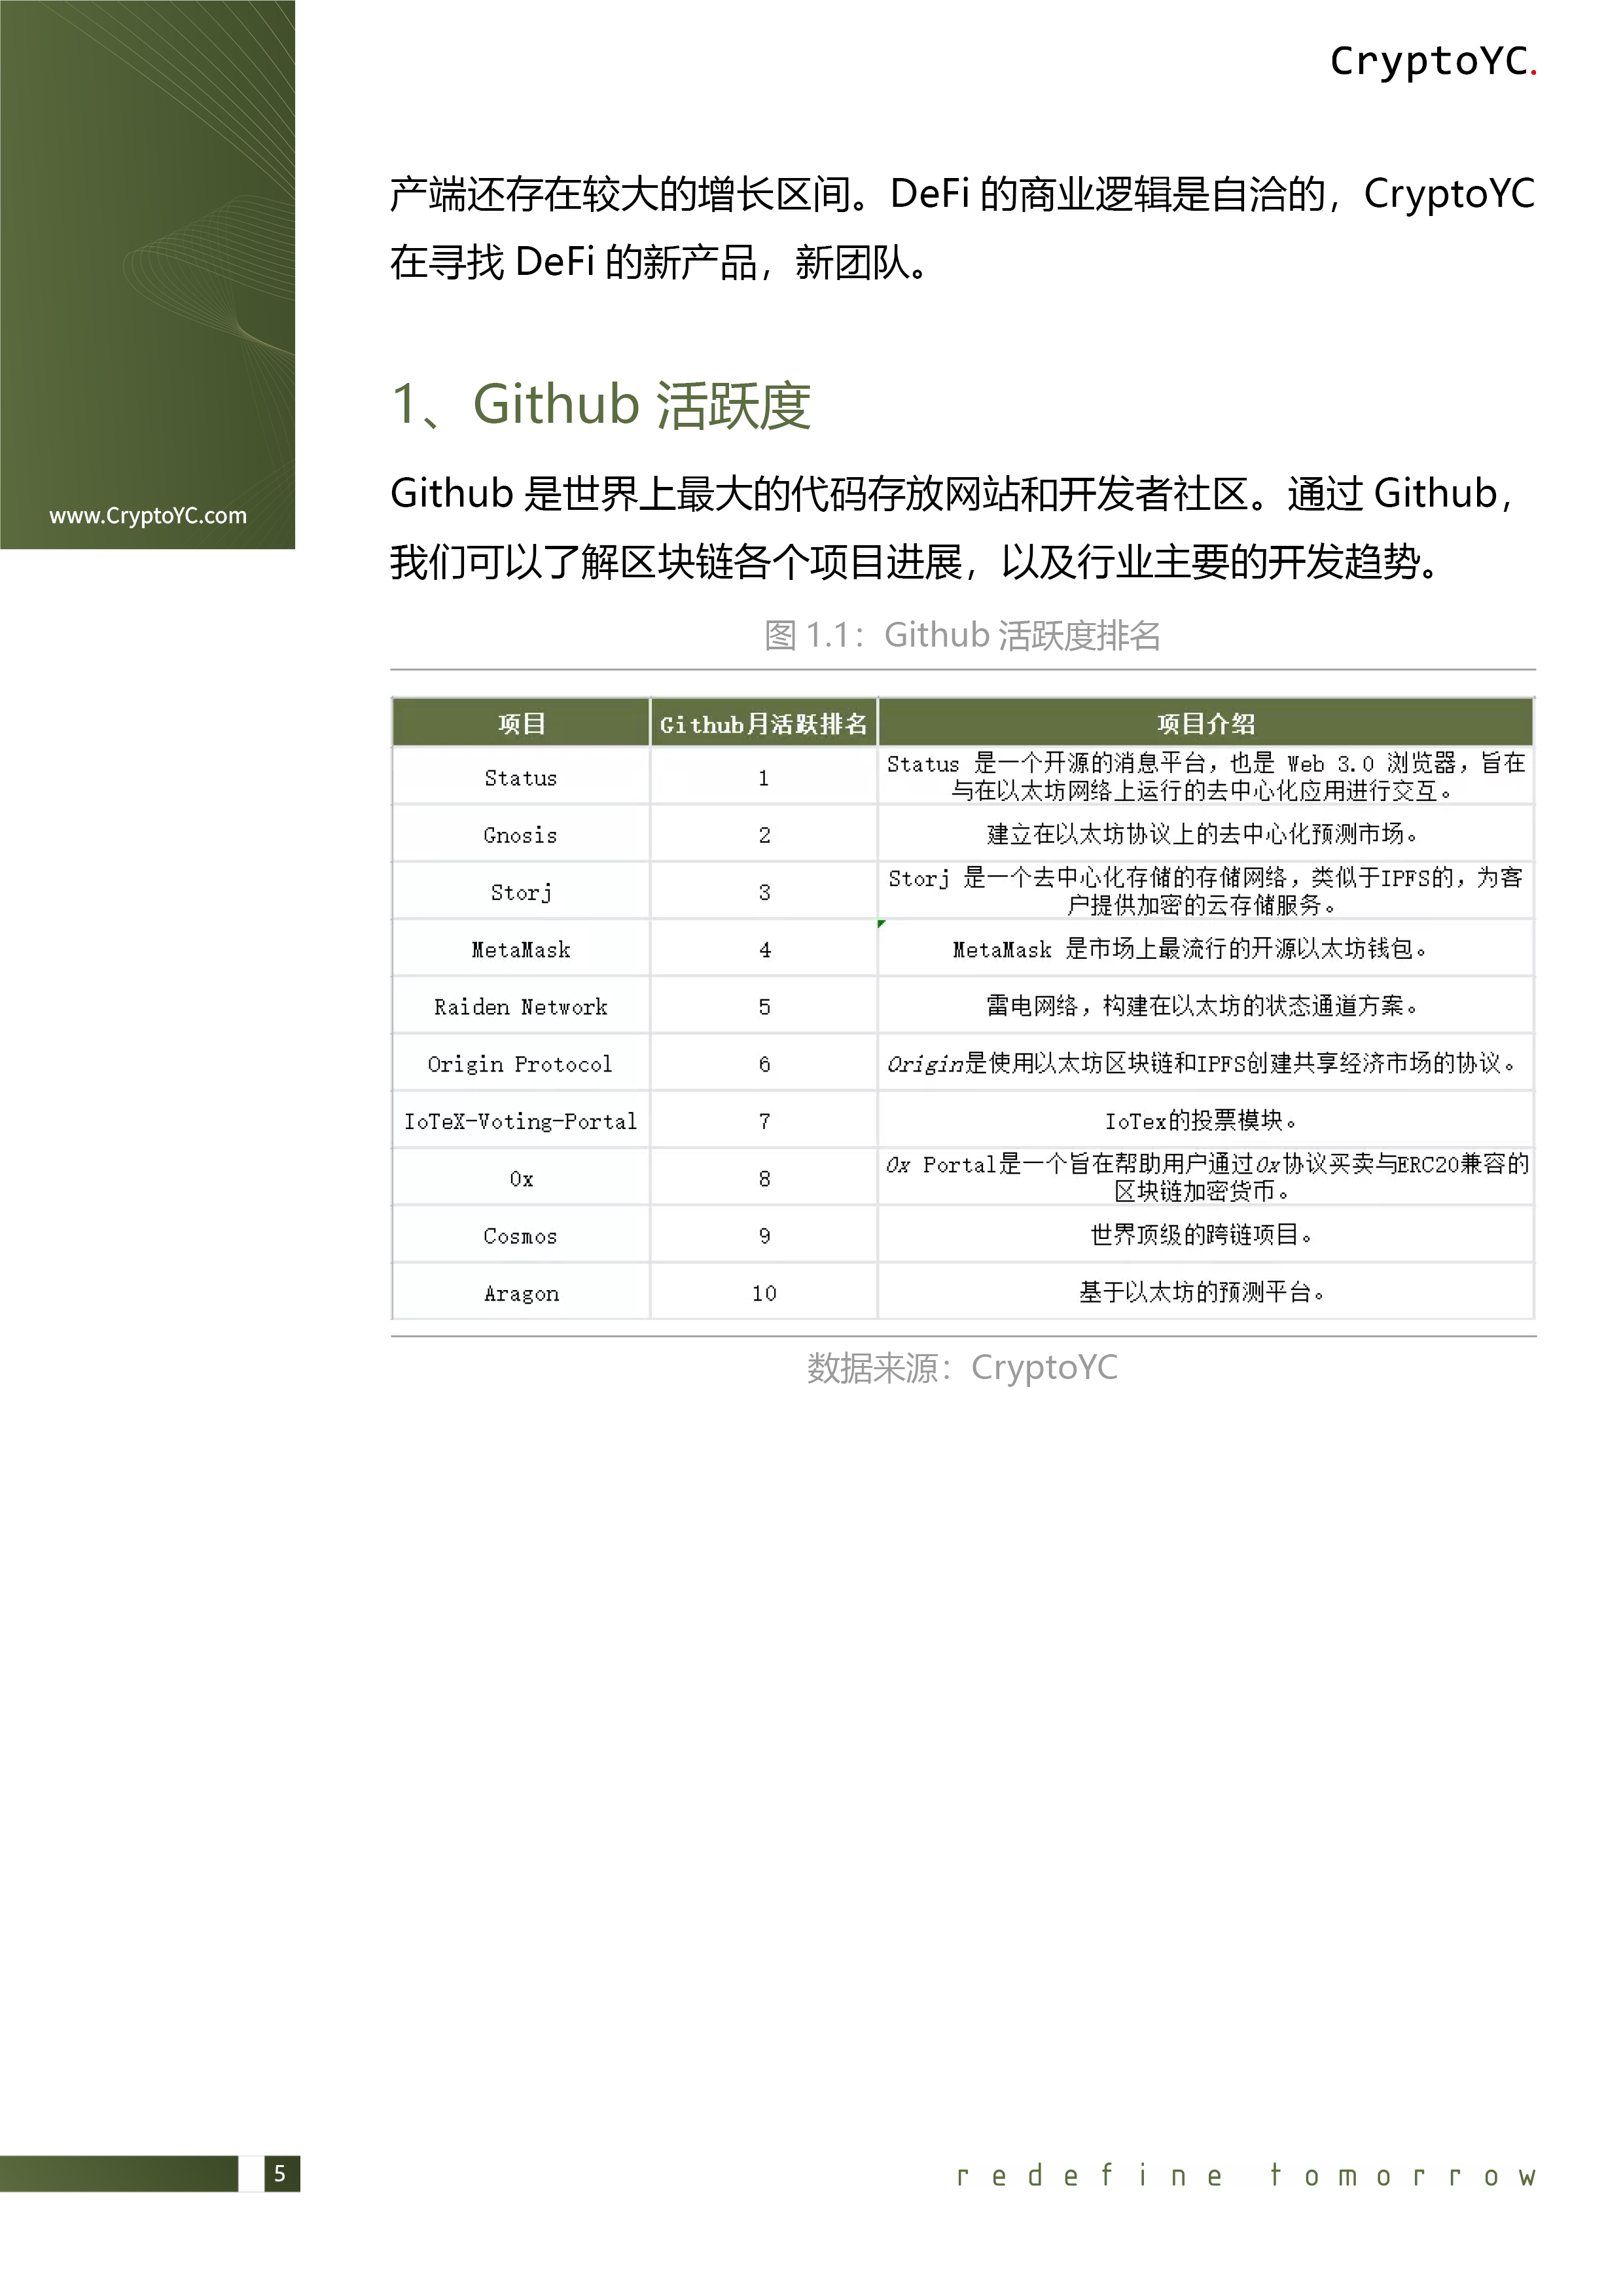 CryptoYC.
www.CryptoYC.com
产端还存在较大的增长区间。DeFi 的商业逻辑是自洽的，CryptoYC
在寻找 DeFi 的新产品，新团队。
1、Github 活跃度
Github 是世界上最大的代码存放网站和开发者社区。通过 Github，
我们可以了解区块链各个项目进展，以及行业主要的开发趋势。
图 1.1：Github 活跃度排名
项目 Github月活跃排名 项目介绍
Status 1 Status 是一个开源的消息平台，也是 Web 3.0 浏览器，旨在
与在以太坊网络上运行的去中心化应用进行交互。
Gnosis 2 建立在以太坊协议上的去中心化预测市场。
Storj 3 Storj 是一个去中心化存储的存储网络，类似于IPFS的，为客
户提供加密的云存储服务。
MetaMask 4 MetaMask 是市场上最流行的开源以太坊钱包。
Raiden Network 5 雷电网络，构建在以太坊的状态通道方案。
Origin Protocol 6 Origin是使用以太坊区块链和IPFS创建共享经济市场的协议。
IoTeX-Voting-Portal 7 IoTex的投票模块。
0x 8 0x Portal是一个旨在帮助用户通过0x协议买卖与ERC20兼容的
区块链加密货币。
Cosmos 9 世界顶级的跨链项目。
Aragon 10 基于以太坊的预测平台。
数据来源：CryptoYC
5
redefine tomorrow